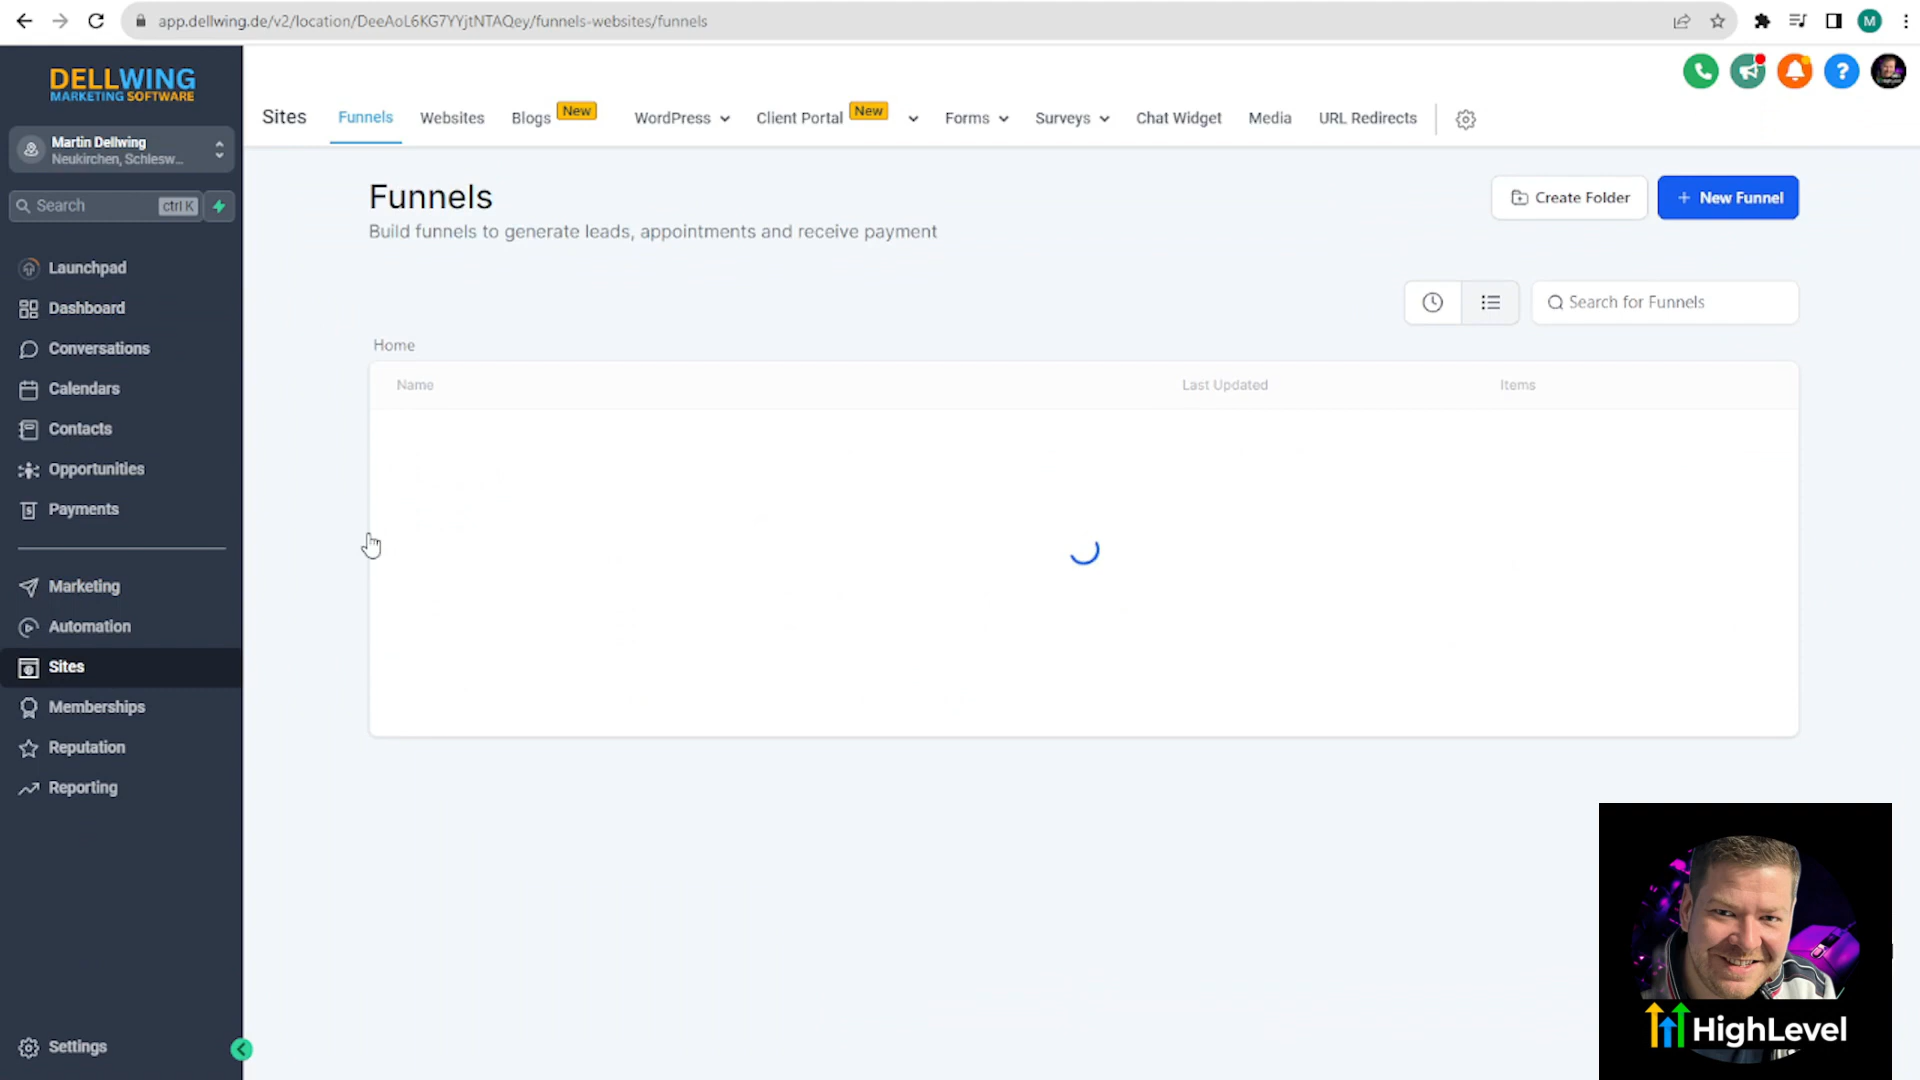 app.dellwing.de/v2/location/DeeAoL6KG7YYjtNTAQey/funnels-websites/funnels
M
DELLWING
MARKETING SOFTWARE
Martin Dellwing
Neukirchen, Schlesw...
Search
ctrl K
Launchpad
Dashboard
Conversations
Calendars
Contacts
Opportunities
Payments
Marketing
Automation
Sites
Memberships
Reputation
Reporting
Settings
Sites
Funnels
Websites
Blogs
New
WordPress
Client Portal
New
Forms
Surveys
Chat Widget
Media
URL Redirects
Funnels
Build funnels to generate leads, appointments and receive payment
Create Folder
+ New Funnel
Search for Funnels
Home
Name
Last Updated
Items
HighLevel